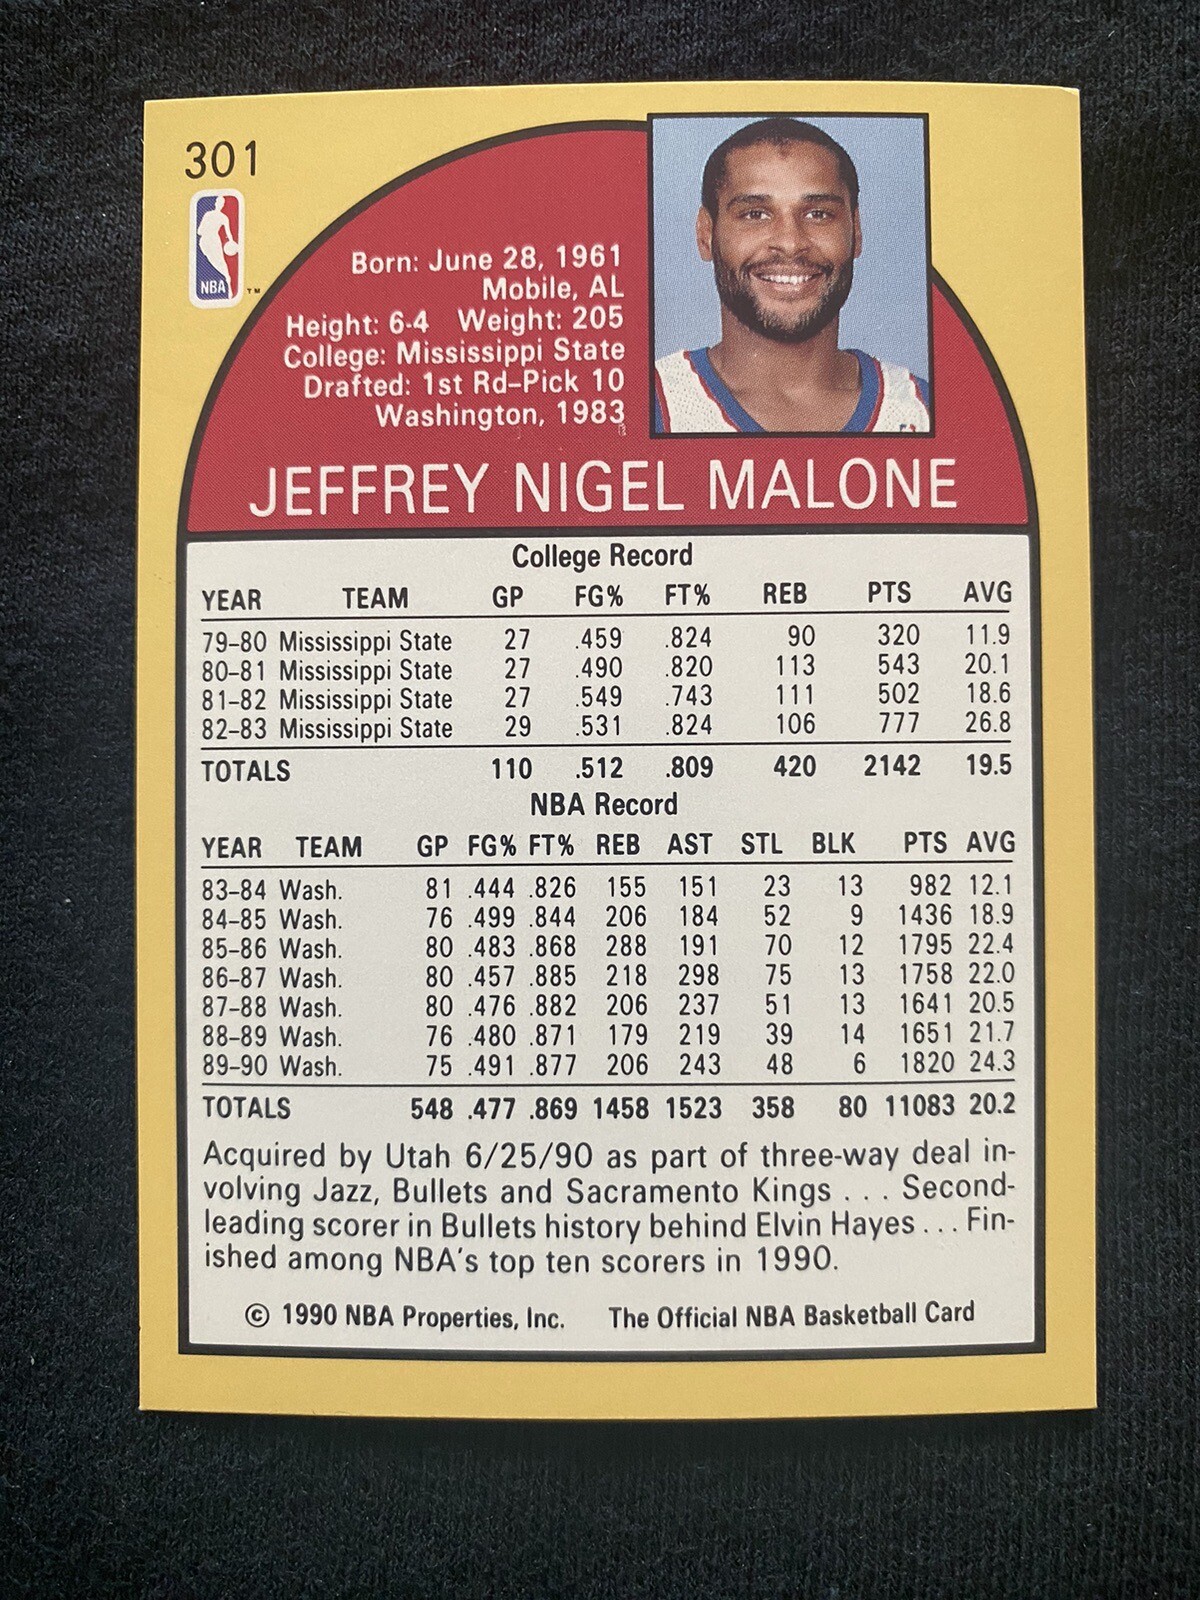 301
NBA
™
Born: June 28, 1961
Mobile, AL
Height: 6-4 Weight: 205
College: Mississippi State
Drafted: 1st Rd-Pick 10
Washington, 1983
JEFFREY NIGEL MALONE
College Record
YEAR TEAM GP FG% FT% REB PTS AVG
79-80 Mississippi State 27 .459 .824 90 320 11.9
80-81 Mississippi State 27 .490 .820 113 543 20.1
81-82 Mississippi State 27 .549 .743 111 502 18.6
82-83 Mississippi State 29 .531 .824 106 777 26.8
TOTALS 110 .512 .809 420 2142 19.5
NBA Record
YEAR TEAM GP FG% FT% REB AST STL BLK PTS AVG
83-84 Wash. 81 .444 .826 155 151 23 13 982 12.1
84-85 Wash. 76 .499 .844 206 184 52 9 1436 18.9
85-86 Wash. 80 .483 .868 288 191 70 12 1795 22.4
86-87 Wash. 80 .457 .885 218 298 75 13 1758 22.0
87-88 Wash. 80 .476 .882 206 237 51 13 1641 20.5
88-89 Wash. 76 .480 .871 179 219 39 14 1651 21.7
89-90 Wash. 75 .491 .877 206 243 48 6 1820 24.3
TOTALS 548 .477 .869 1458 1523 358 80 11083 20.2
Acquired by Utah 6/25/90 as part of three-way deal in-
volving Jazz, Bullets and Sacramento Kings . . . Second-
leading scorer in Bullets history behind Elvin Hayes . . . Fin-
ished among NBA's top ten scorers in 1990.
© 1990 NBA Properties, Inc. The Official NBA Basketball Card